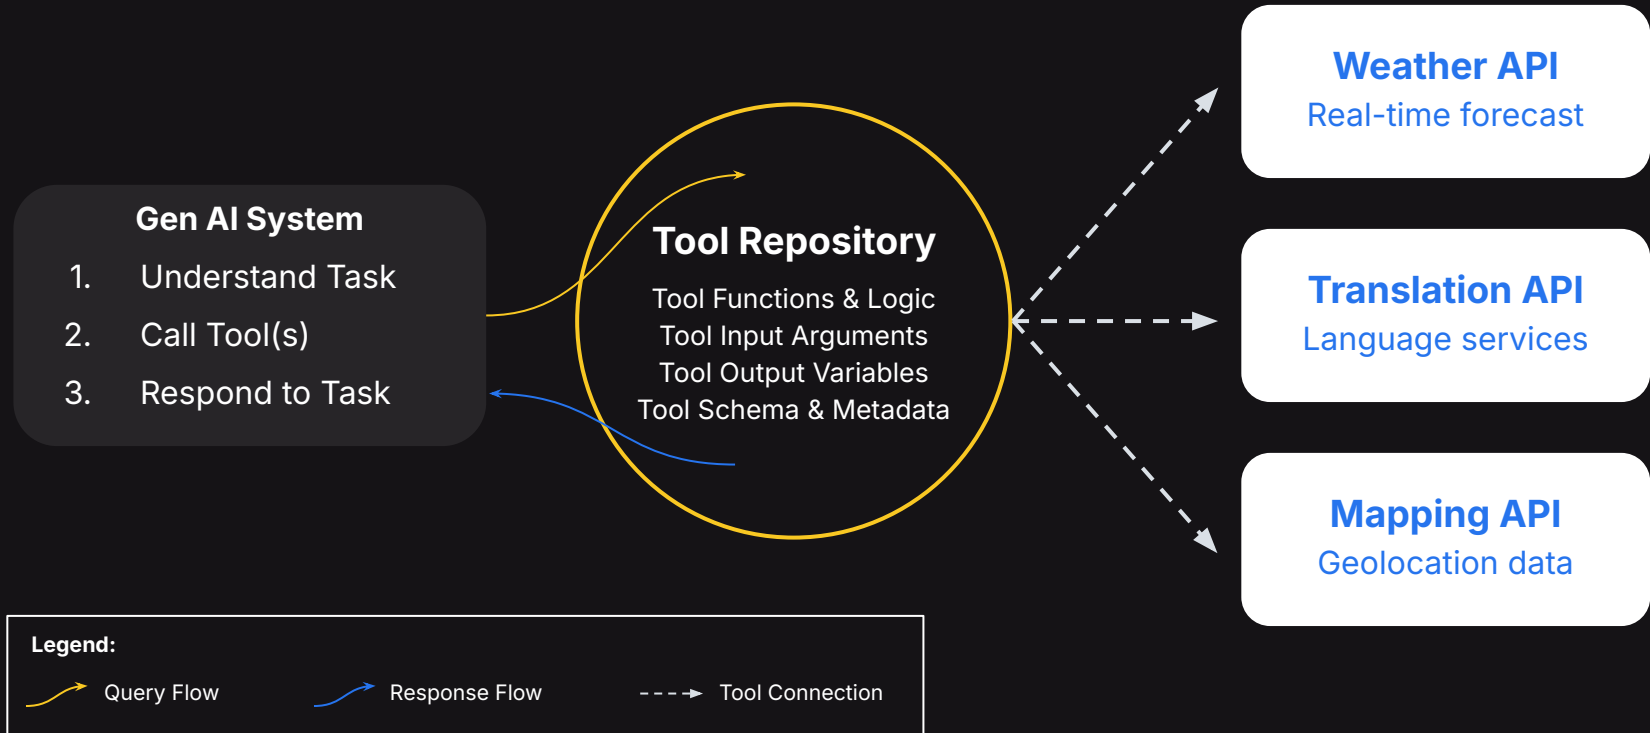 Gen AI System
1. Understand Task
2. Call Tool(s)
3. Respond to Task
Tool Repository
Tool Functions & Logic
Tool Input Arguments
Tool Output Variables
Tool Schema & Metadata
Weather API
Real-time forecast
Translation API
Language services
Mapping API
Geolocation data
Legend:
Query Flow
Response Flow
Tool Connection